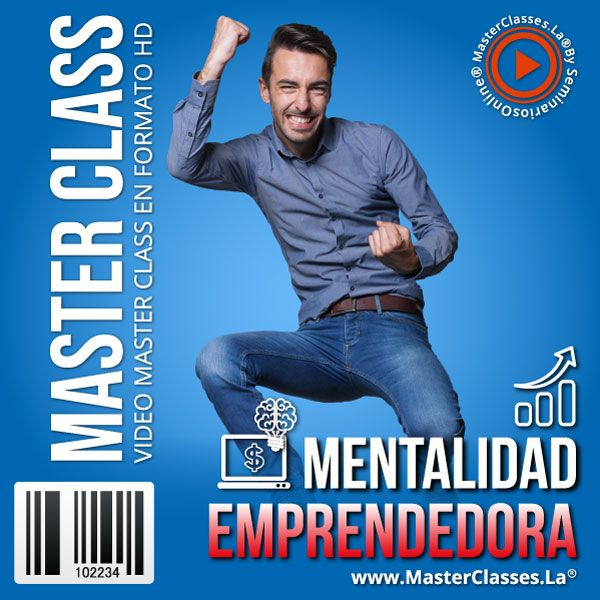 MASTER CLASS
VIDEO MASTER CLASS EN FORMATO HD
MasterClasses.La® By SeminariosOnline®
$
MENTALIDAD
EMPRENDEDORA
www.MasterClasses.La®
102234